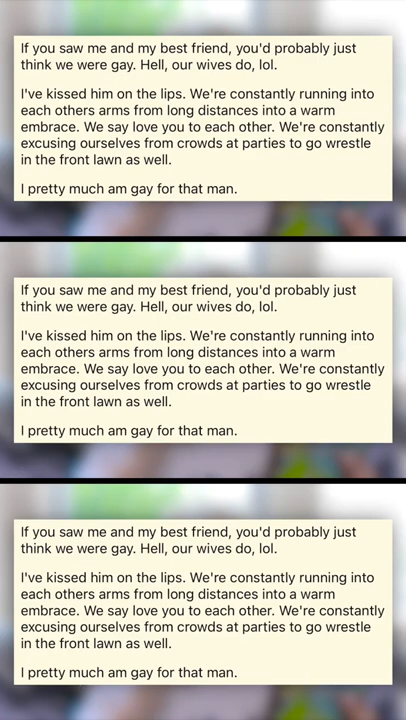 If you saw me and my best friend, you'd probably just
think we were gay. Hell, our wives do, lol.
I've kissed him on the lips. We're constantly running into
each others arms from long distances into a warm
embrace. We say love you to each other. We're constantly
excusing ourselves from crowds at parties to go wrestle
in the front lawn as well.
I pretty much am gay for that man.
If you saw me and my best friend, you'd probably just
think we were gay. Hell, our wives do, lol.
I've kissed him on the lips. We're constantly running into
each others arms from long distances into a warm
embrace. We say love you to each other. We're constantly
excusing ourselves from crowds at parties to go wrestle
in the front lawn as well.
I pretty much am gay for that man.
If you saw me and my best friend, you'd probably just
think we were gay. Hell, our wives do, lol.
I've kissed him on the lips. We're constantly running into
each others arms from long distances into a warm
embrace. We say love you to each other. We're constantly
excusing ourselves from crowds at parties to go wrestle
in the front lawn as well.
I pretty much am gay for that man.